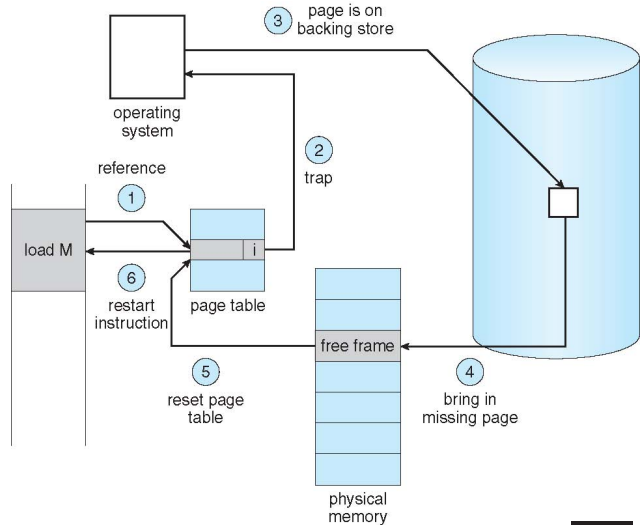 3
page is on
backing store
operating
system
2
trap
reference
1
load M
i
6
restart
instruction
page table
free frame
5
reset page
table
4
bring in
missing page
physical
memory